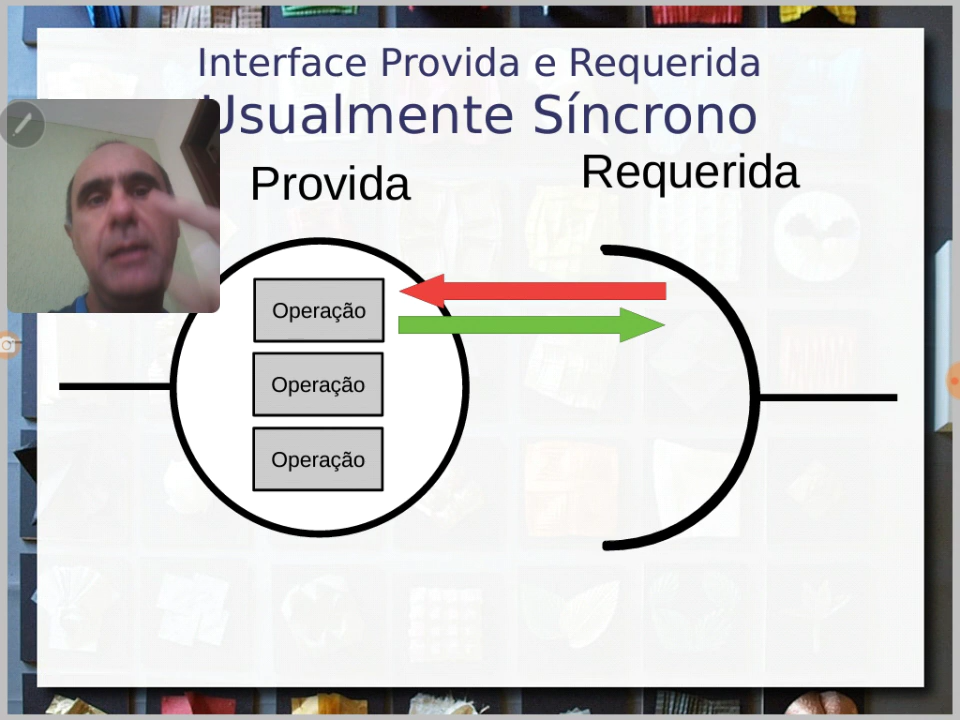 Interface Provida e Requerida
Usualmente Síncrono
Provida
Requerida
Operação
Operação
Operação